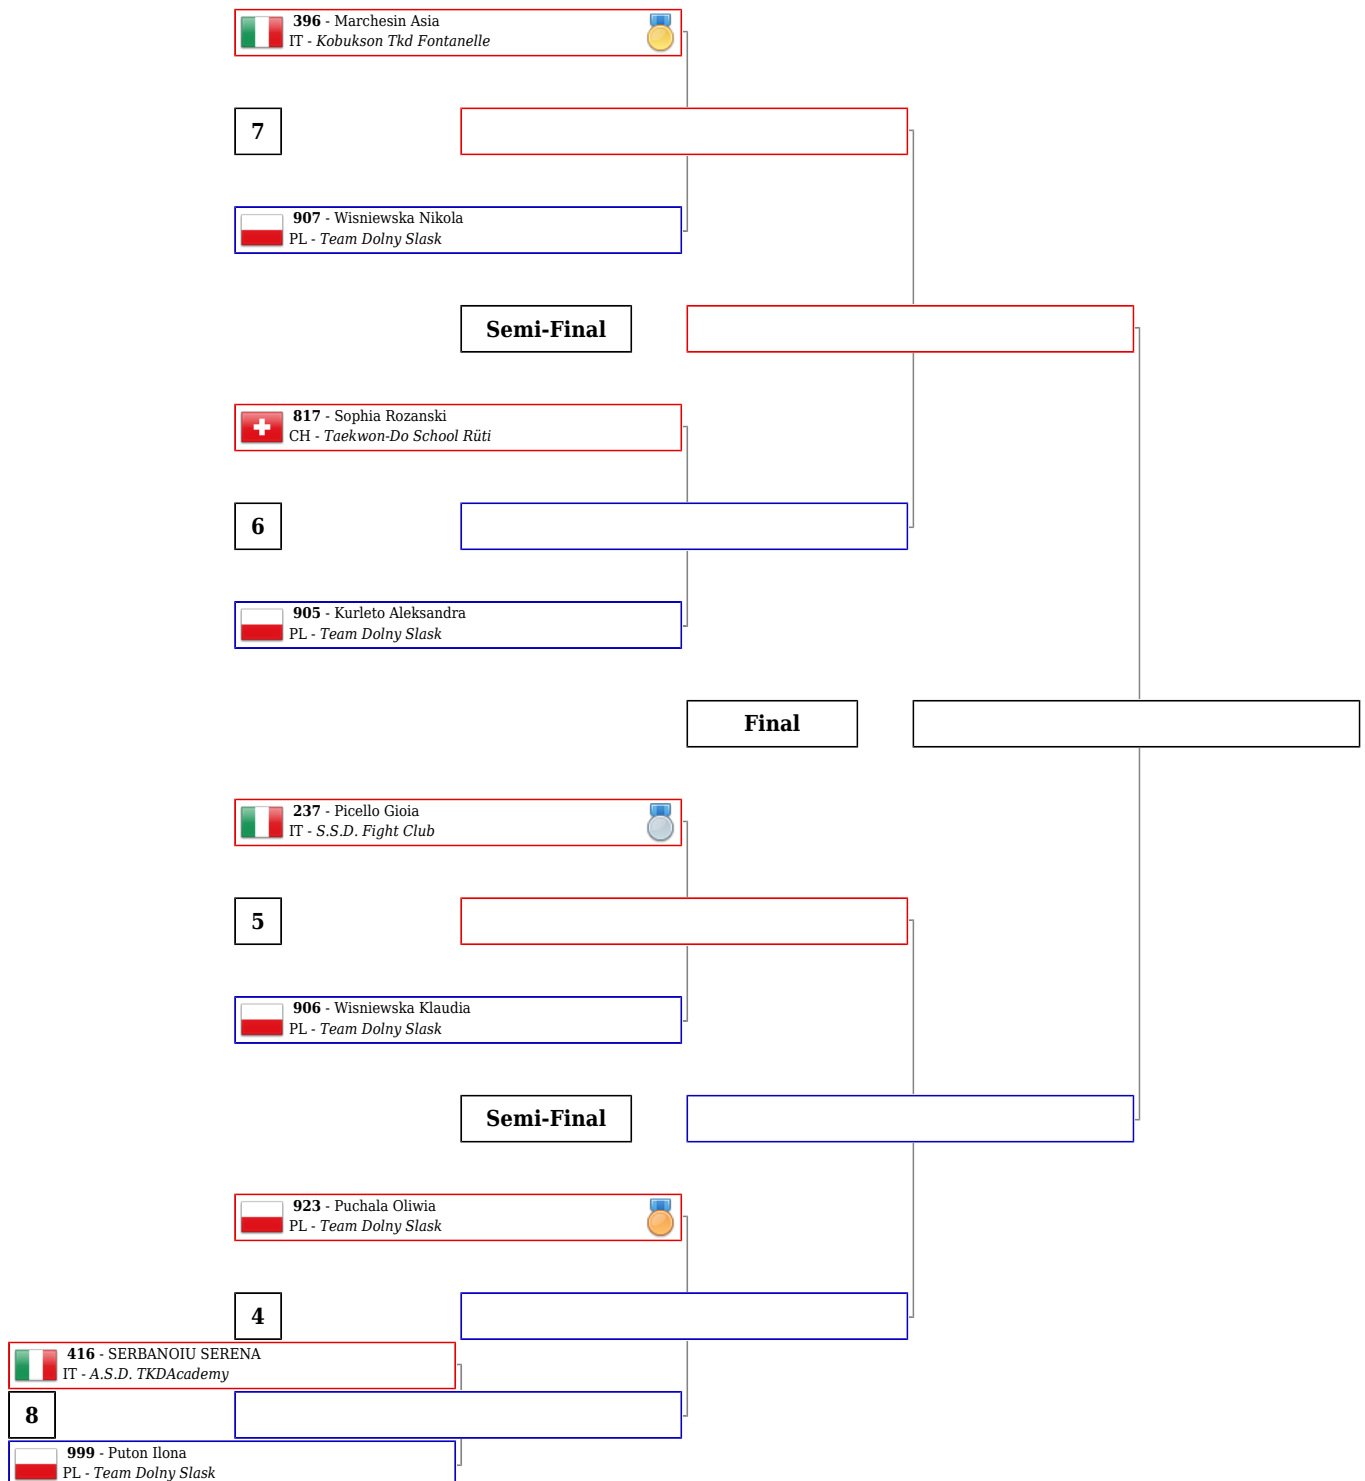 396 - Marchesin Asia
IT - Kobukson Tkd Fontanelle
7
907 - Wisniewska Nikola
PL - Team Dolny Slask
Semi-Final
817 - Sophia Rozanski
CH - Taekwon-Do School Rüti
6
905 - Kurleto Aleksandra
PL - Team Dolny Slask
Final
237 - Picello Gioia
IT - S.S.D. Fight Club
5
906 - Wisniewska Klaudia
PL - Team Dolny Slask
Semi-Final
923 - Puchala Oliwia
PL - Team Dolny Slask
4
416 - SERBANOIU SERENA
IT - A.S.D. TKDAcademy
8
999 - Puton Ilona
PL - Team Dolny Slask